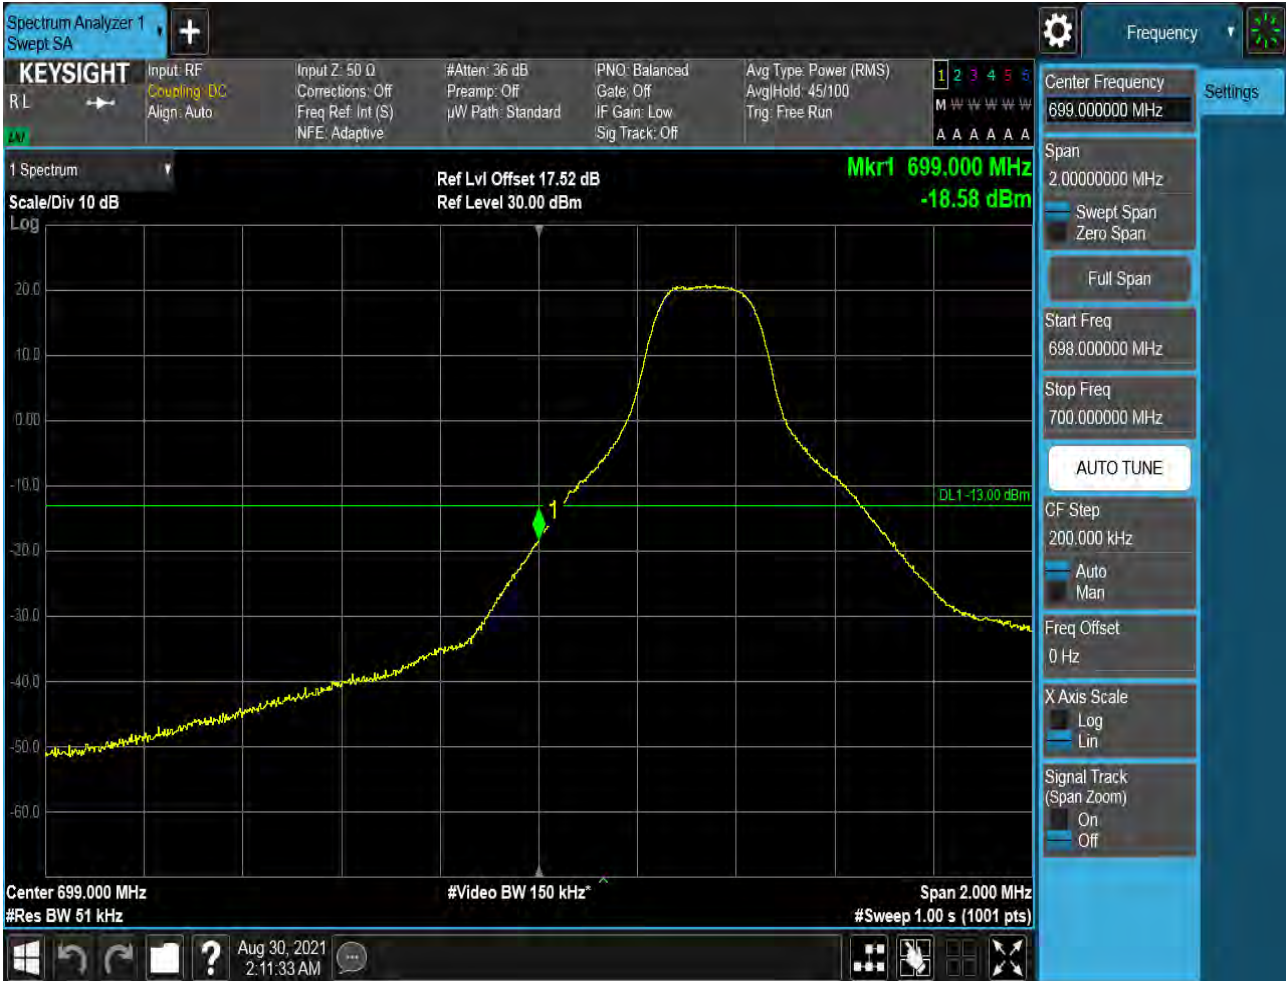 Spectrum Analyzer 1
Swept SA
+
Frequency
KEYSIGHT
RL
LXI
Input: RF
Coupling: DC
Align: Auto
Input Z: 50 Ω
Corrections: Off
Freq Ref: Int (S)
NFE: Adaptive
#Atten: 36 dB
Preamp: Off
µW Path: Standard
PNO: Balanced
Gate: Off
IF Gain: Low
Sig Track: Off
Avg Type: Power (RMS)
Avg|Hold: 45/100
Trig: Free Run
1 2 3 4 5 6
M W W W W W
A A A A A A
1 Spectrum
Scale/Div 10 dB
Log
Ref Lvl Offset 17.52 dB
Ref Level 30.00 dBm
Mkr1 699.000 MHz
-18.58 dBm
20.0
10.0
0.00
-10.0
-20.0
-30.0
-40.0
-50.0
-60.0
1
DL1 -13.00 dBm
Center 699.000 MHz
#Res BW 51 kHz
#Video BW 150 kHz*
Span 2.000 MHz
#Sweep 1.00 s (1001 pts)
Center Frequency
699.000000 MHz
Settings
Span
2.00000000 MHz
Swept Span
Zero Span
Full Span
Start Freq
698.000000 MHz
Stop Freq
700.000000 MHz
AUTO TUNE
CF Step
200.000 kHz
Auto
Man
Freq Offset
0 Hz
X Axis Scale
Log
Lin
Signal Track
(Span Zoom)
On
Off
?
Aug 30, 2021
2:11:33 AM